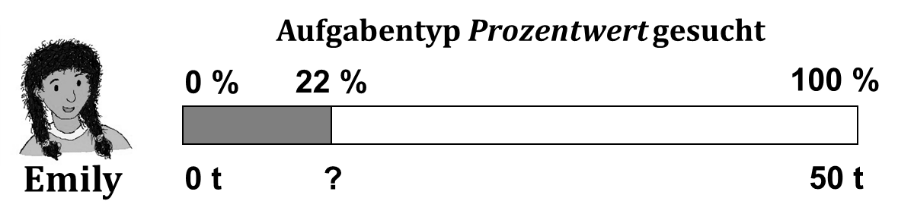 Aufgabentyp Prozentwert gesucht
0 % 22 % 100 %
Emily 0 t ? 50 t